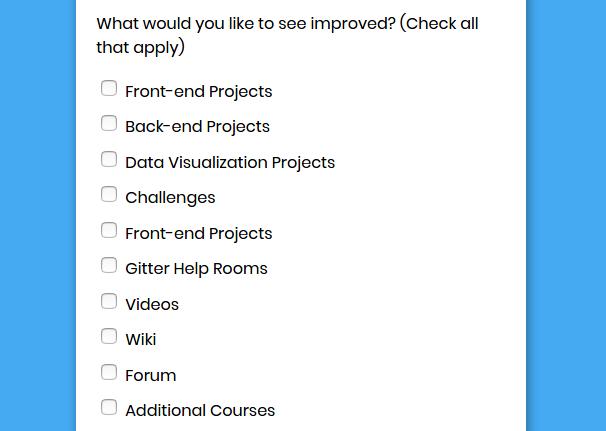 What would you like to see improved? (Check all
that apply)
Front-end Projects
Back-end Projects
Data Visualization Projects
Challenges
Front-end Projects
Gitter Help Rooms
Videos
Wiki
Forum
Additional Courses